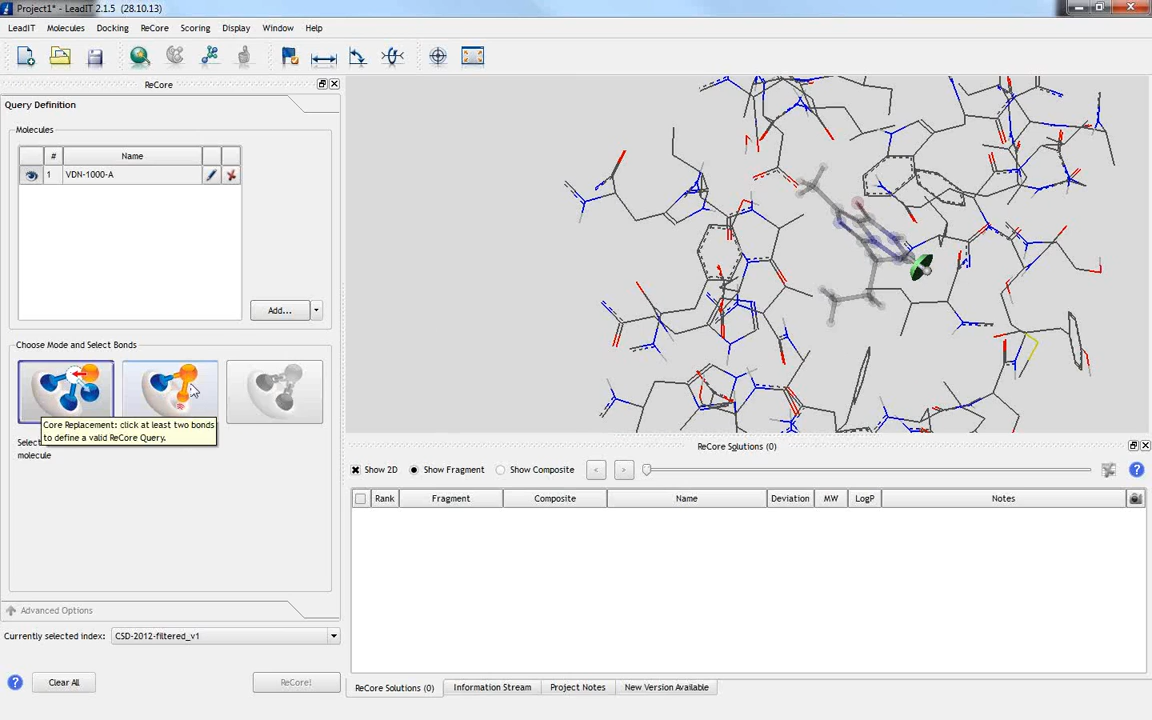 Project1* - LeadIT 2.1.5 (28.10.13)
LeadIT Molecules Docking ReCore Scoring Display Window Help
ReCore
Query Definition
Molecules
# Name
1 VDN-1000-A
Add...
Choose Mode and Select Bonds
Core Replacement: click at least two bonds
to define a valid ReCore Query.
Select
molecule
Advanced Options
Currently selected index: CSD-2012-filtered_v1
? Clear All ReCore!
ReCore Solutions (0)
Show 2D Show Fragment Show Composite < > ?
Rank Fragment Composite Name Deviation MW LogP Notes
ReCore Solutions (0) Information Stream Project Notes New Version Available